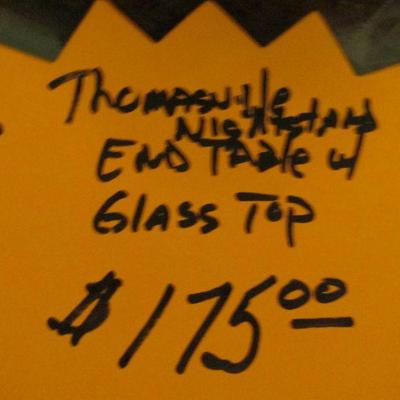 Thomasville
Nightstand
End Table w/
Glass Top
$175.00